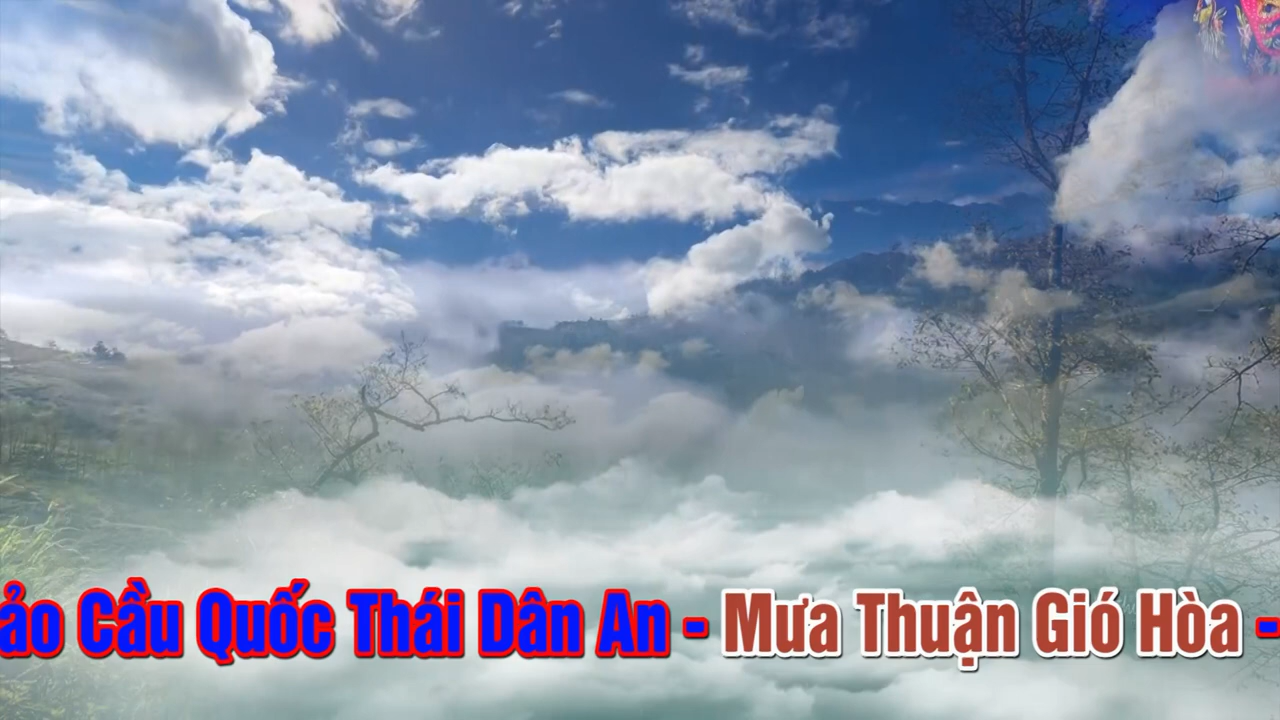 ảo Cầu Quốc Thái Dân An - Mưa Thuận Gió Hòa -